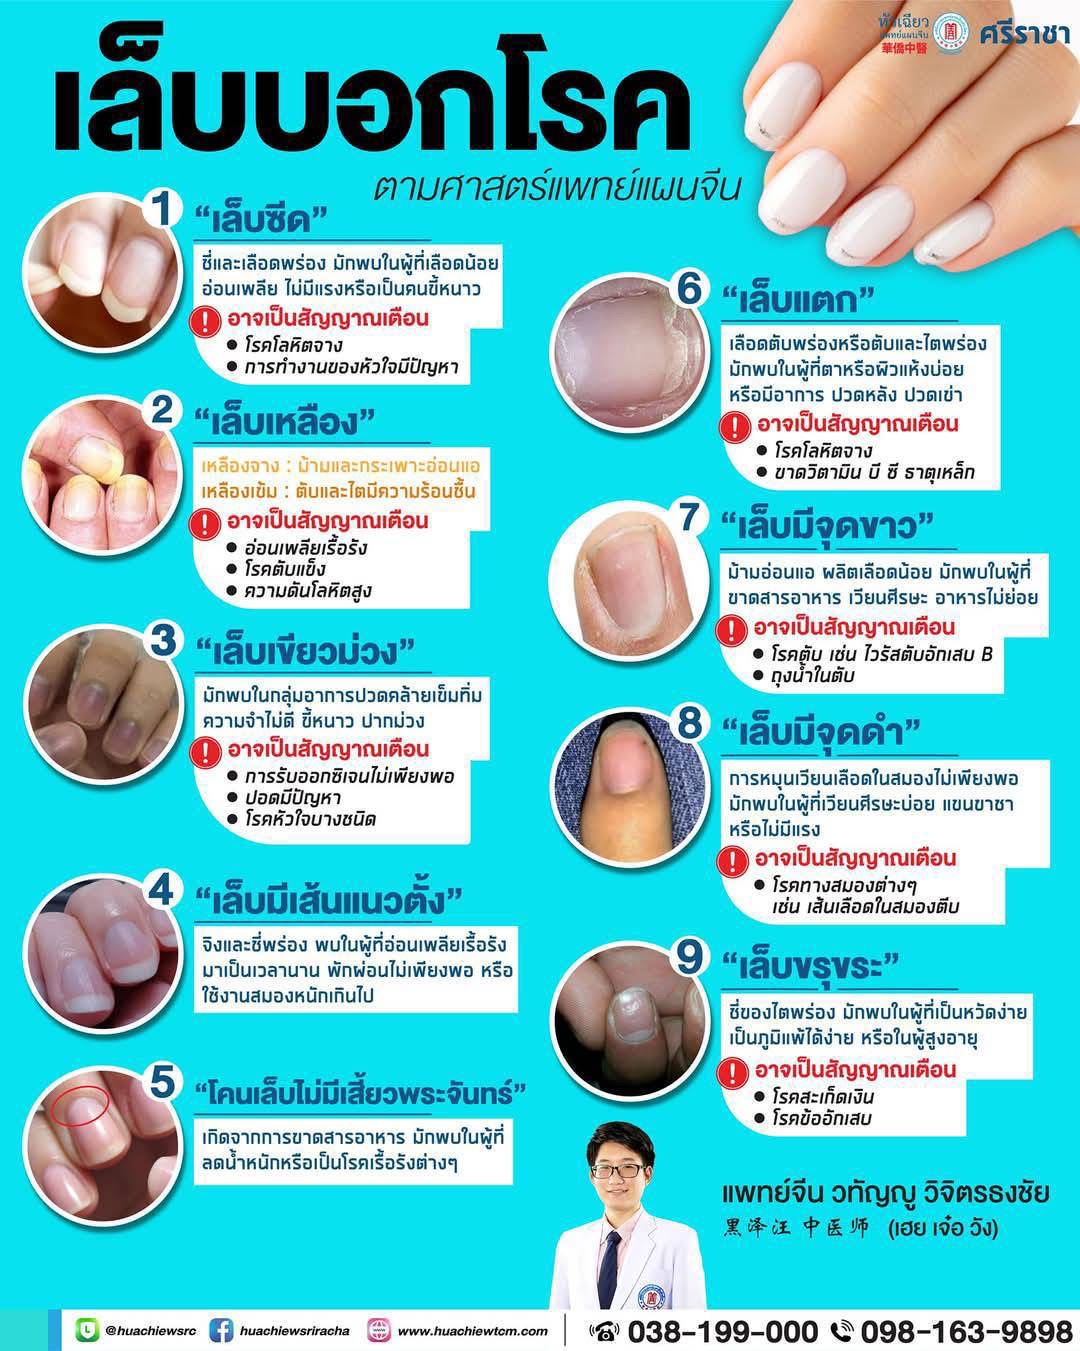 หัวเฉียว
แพทย์แผนจีน
華僑中醫
ศรีราชา
เล็บบอกโรค
ตามศาสตร์แพทย์แผนจีน
1
“เล็บซีด”
ชี่และเลือดพร่อง มักพบในผู้ที่เลือดน้อย
อ่อนเพลีย ไม่มีแรงหรือเป็นคนขี้หนาว
! อาจเป็นสัญญาณเตือน
• โรคโลหิตจาง
• การทำงานของหัวใจมีปัญหา
2
“เล็บเหลือง”
เหลืองจาง : ม้ามและกระเพาะอ่อนแอ
เหลืองเข้ม : ตับและไตมีความร้อนชื้น
! อาจเป็นสัญญาณเตือน
• อ่อนเพลียเรื้อรัง
• โรคตับแข็ง
• ความดันโลหิตสูง
3
“เล็บเขียวม่วง”
มักพบในกลุ่มอาการปวดคล้ายเข็มทิ่ม
ความจำไม่ดี ขี้หนาว ปากม่วง
! อาจเป็นสัญญาณเตือน
• การรับออกซิเจนไม่เพียงพอ
• ปอดมีปัญหา
• โรคหัวใจบางชนิด
4
“เล็บมีเส้นแนวตั้ง”
จิงและชี่พร่อง พบในผู้ที่อ่อนเพลียเรื้อรัง
มาเป็นเวลานาน พักผ่อนไม่เพียงพอ หรือ
ใช้งานสมองหนักเกินไป
5
“โคนเล็บไม่มีเสี้ยวพระจันทร์”
เกิดจากการขาดสารอาหาร มักพบในผู้ที่
ลดน้ำหนักหรือเป็นโรคเรื้อรังต่างๆ
6
“เล็บแตก”
เลือดตับพร่องหรือตับและไตพร่อง
มักพบในผู้ที่ตาหรือผิวแห้งบ่อย
หรือมีอาการ ปวดหลัง ปวดเข่า
! อาจเป็นสัญญาณเตือน
• โรคโลหิตจาง
• ขาดวิตามิน บี ซี ธาตุเหล็ก
7
“เล็บมีจุดขาว”
ม้ามอ่อนแอ ผลิตเลือดน้อย มักพบในผู้ที่
ขาดสารอาหาร เวียนศีรษะ อาหารไม่ย่อย
! อาจเป็นสัญญาณเตือน
• โรคตับ เช่น ไวรัสตับอักเสบ B
• ถุงน้ำในตับ
8
“เล็บมีจุดดำ”
การหมุนเวียนเลือดในสมองไม่เพียงพอ
มักพบในผู้ที่เวียนศีรษะบ่อย แขนขาชา
หรือไม่มีแรง
! อาจเป็นสัญญาณเตือน
• โรคทางสมองต่างๆ
เช่น เส้นเลือดในสมองตีบ
9
“เล็บขรุขระ”
ชี่ของไตพร่อง มักพบในผู้ที่เป็นหวัดง่าย
เป็นภูมิแพ้ได้ง่าย หรือในผู้สูงอายุ
! อาจเป็นสัญญาณเตือน
• โรคสะเก็ดเงิน
• โรคข้ออักเสบ
แพทย์จีน วทัญญู วิจิตรธงชัย
黑泽汪 中医师 (เฮย เจ๋อ วัง)
@huachiewsrc huachiewsriracha www.huachiewtcm.com 038-199-000 098-163-9898